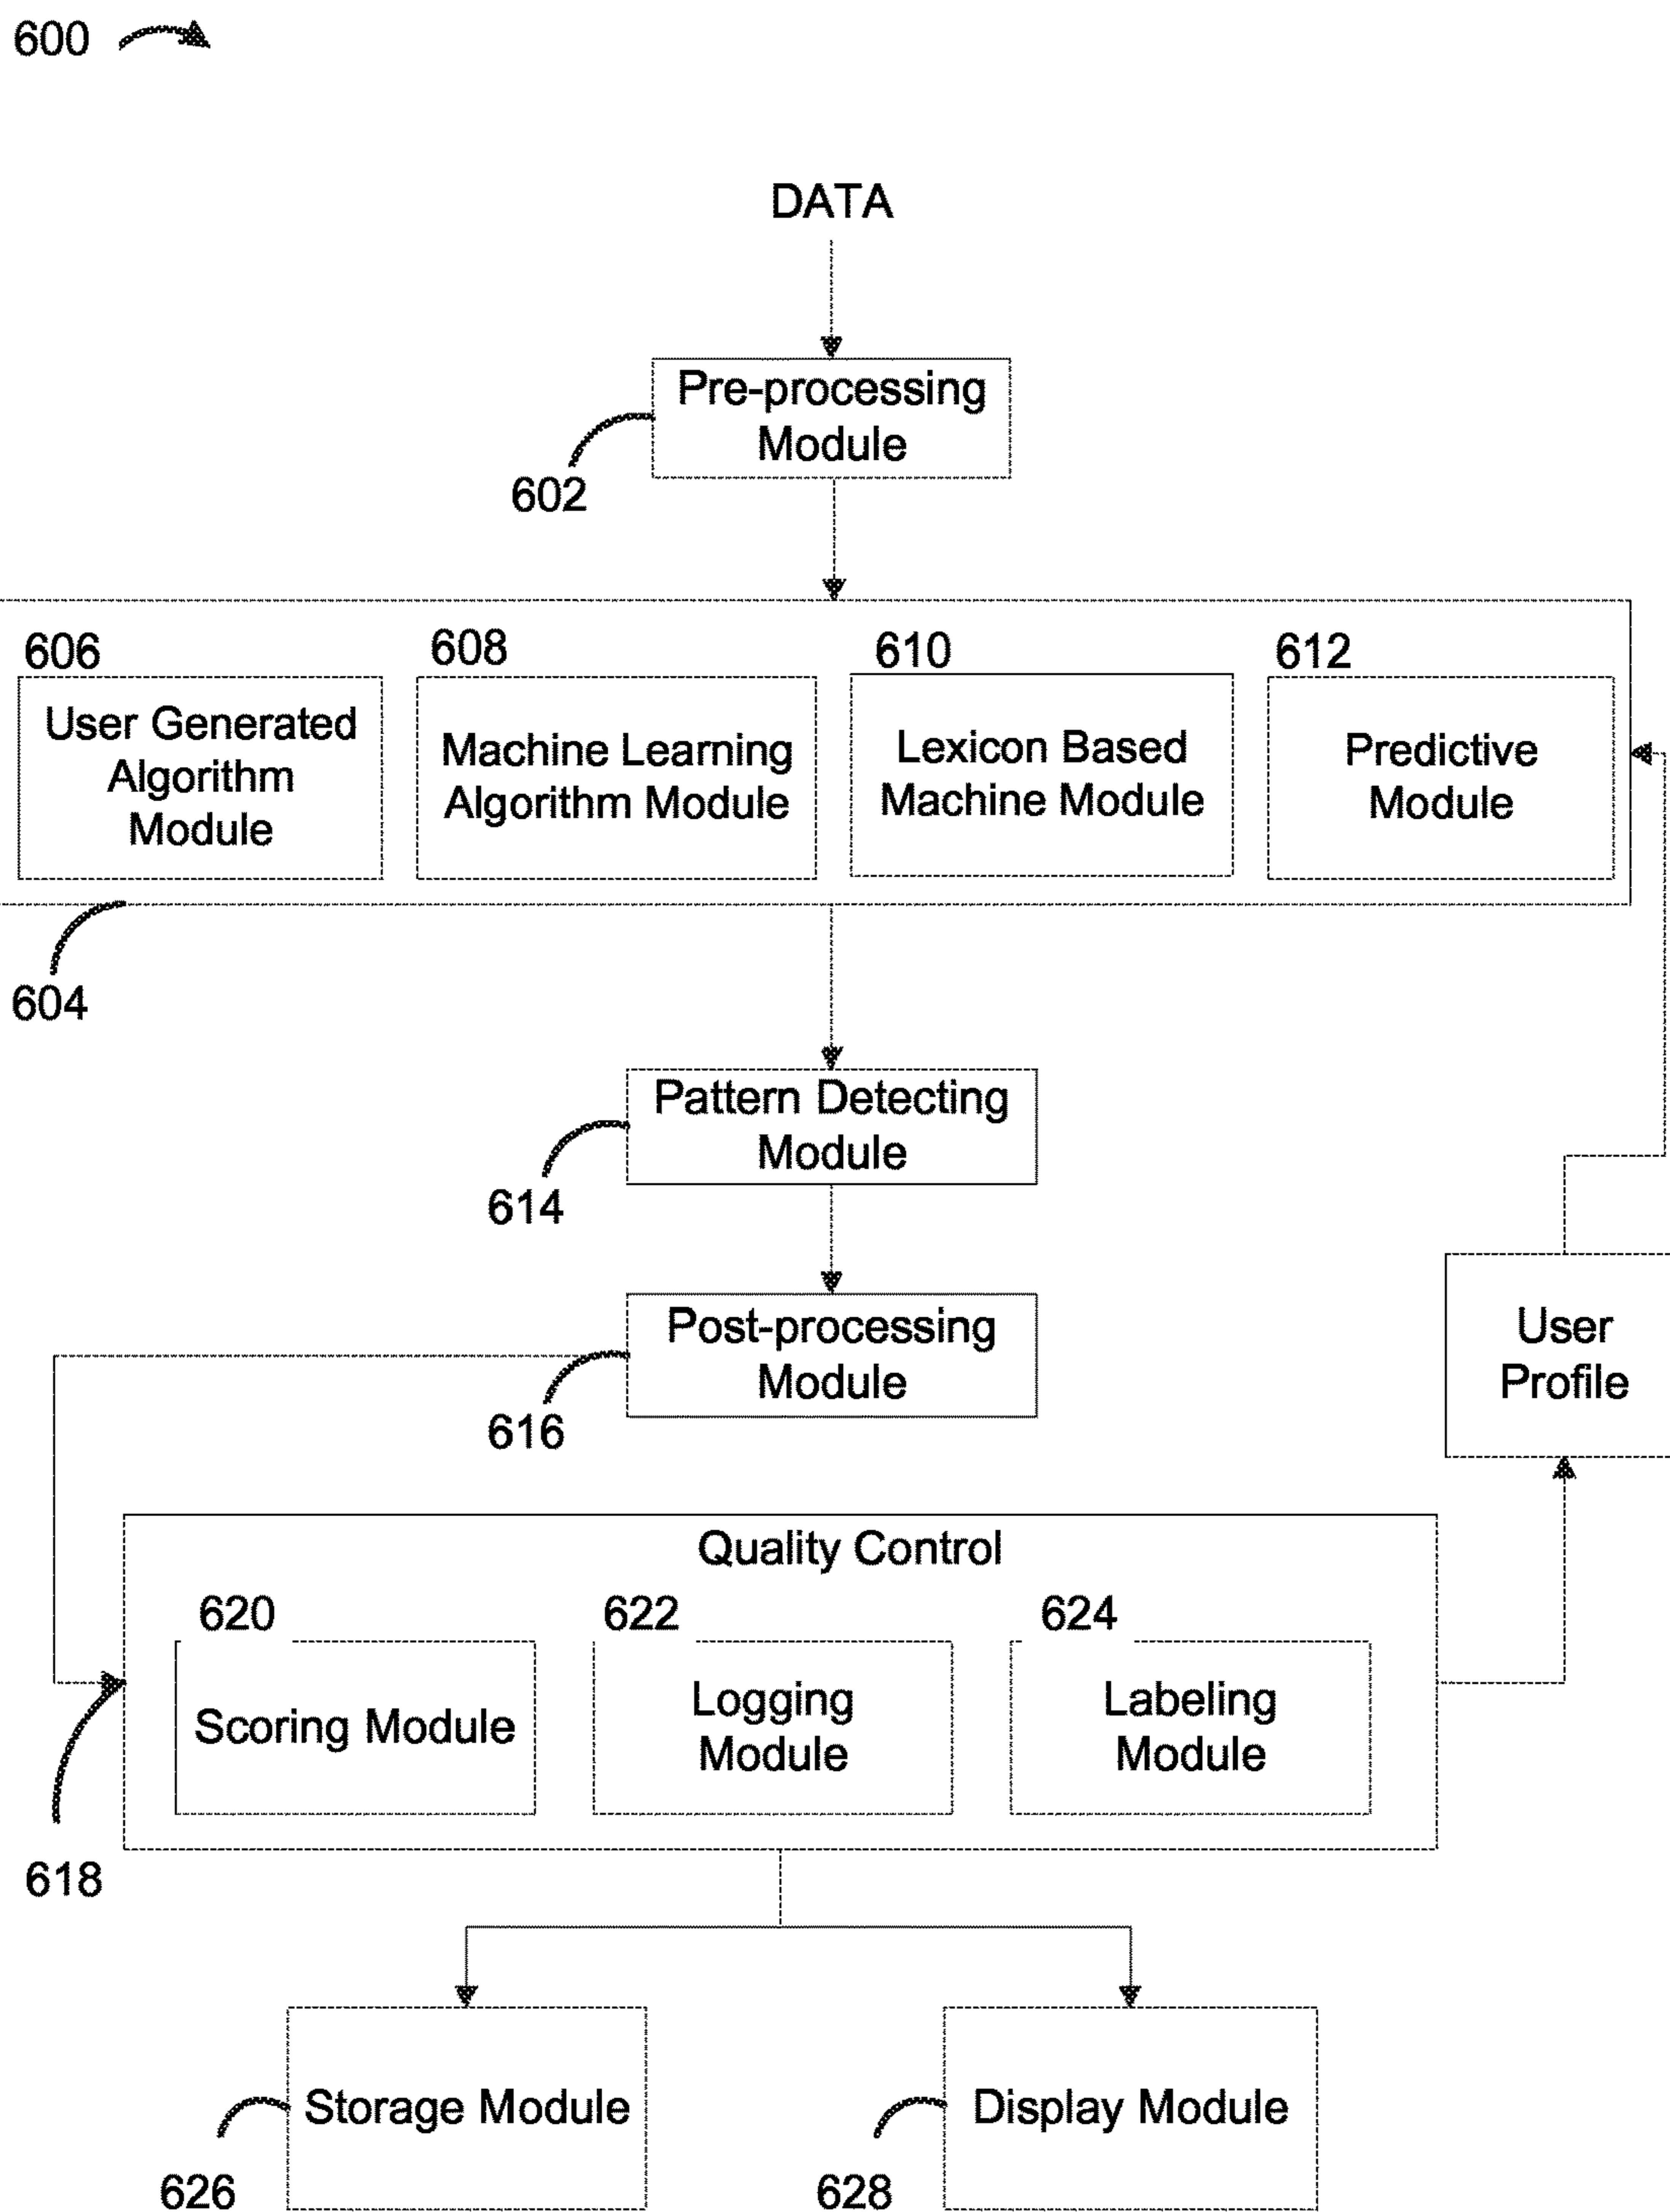 600
DATA
Pre-processing
Module
602
606
User Generated
Algorithm
Module
608
Machine Learning
Algorithm Module
610
Lexicon Based
Machine Module
612
Predictive
Module
604
Pattern Detecting
Module
614
Post-processing
Module
616
User
Profile
Quality Control
620
Scoring Module
622
Logging
Module
624
Labeling
Module
618
Storage Module
626
Display Module
628